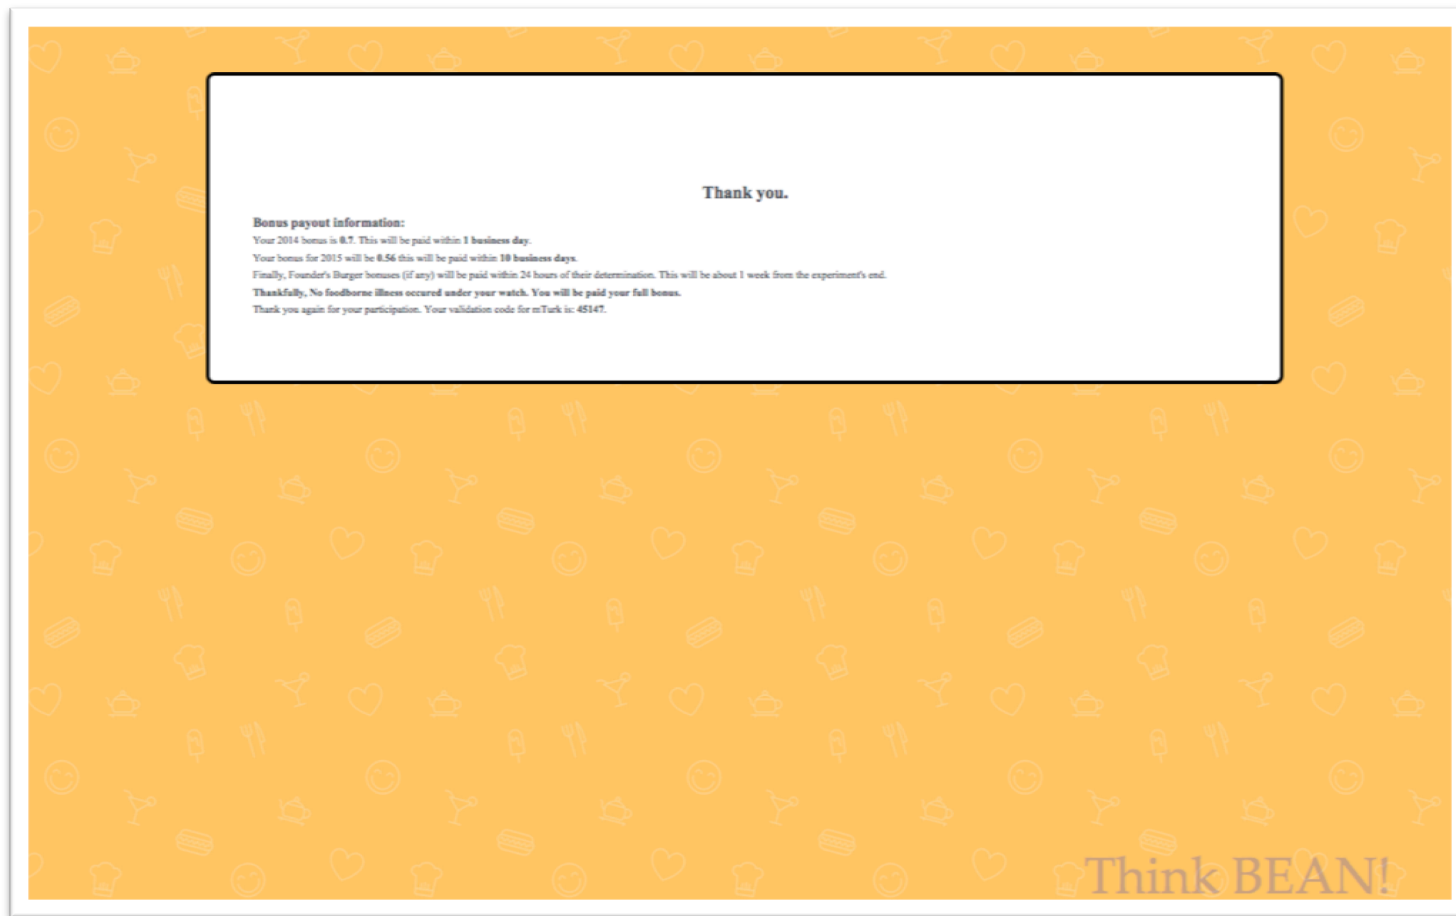 Thank you.
Bonus payout information:
Your 2014 bonus is 0.7. This will be paid within 1 business day.
Your bonus for 2015 will be 0.56 this will be paid within 10 business days.
Finally, Founder's Burger bonuses (if any) will be paid within 24 hours of their determination. This will be about 1 week from the experiment's end.
Thankfully, No foodborne illness occured under your watch. You will be paid your full bonus.
Thank you again for your participation. Your validation code for mTurk is: 45147.
Think BEAN!